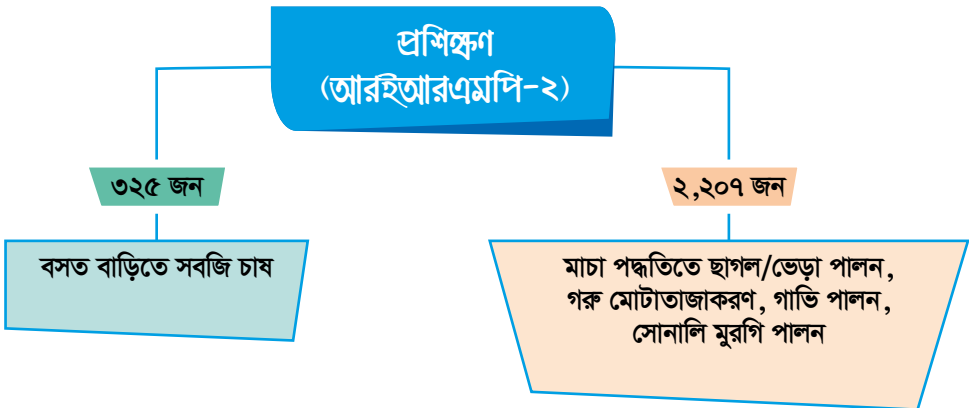 প্রশিক্ষণ
(আরইআরএমপি-২)
৩২৫ জন
২,২০৭ জন
বসত বাড়িতে সবজি চাষ
মাচা পদ্ধতিতে ছাগল/ভেড়া পালন,
গরু মোটাতাজাকরণ, গাভি পালন,
সোনালি মুরগি পালন